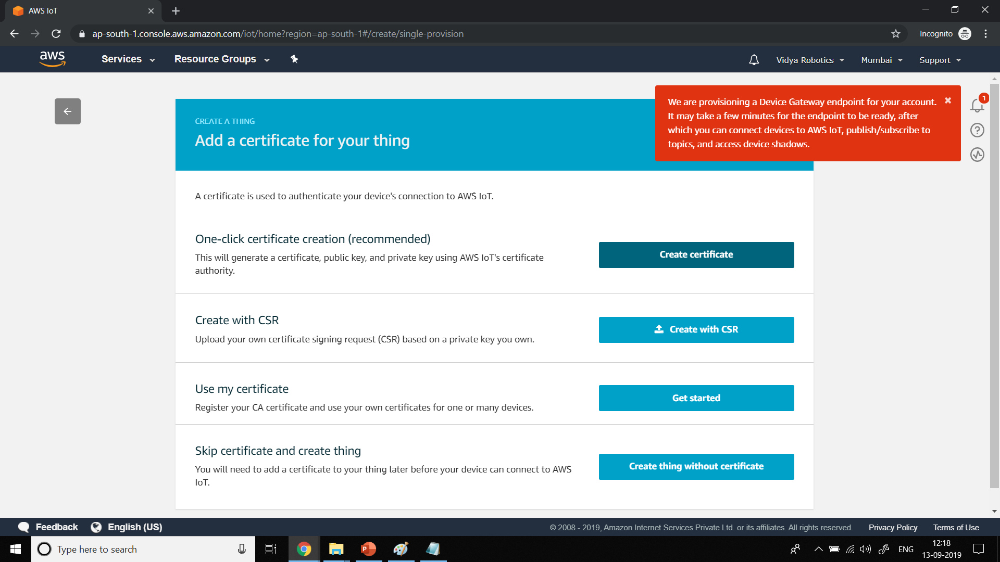 AWS IoT
ap-south-1.console.aws.amazon.com/iot/home?region=ap-south-1#/create/single-provision
Incognito
aws
Services
Resource Groups
Vidya Robotics
Mumbai
Support
We are provisioning a Device Gateway endpoint for your account.
It may take a few minutes for the endpoint to be ready, after
which you can connect devices to AWS IoT, publish/subscribe to
topics, and access device shadows.
1
CREATE A THING
Add a certificate for your thing
A certificate is used to authenticate your device's connection to AWS IoT.
One-click certificate creation (recommended)
This will generate a certificate, public key, and private key using AWS IoT's certificate
authority.
Create certificate
Create with CSR
Upload your own certificate signing request (CSR) based on a private key you own.
Create with CSR
Use my certificate
Register your CA certificate and use your own certificates for one or many devices.
Get started
Skip certificate and create thing
You will need to add a certificate to your thing later before your device can connect to AWS
IoT.
Create thing without certificate
Feedback
English (US)
© 2008 - 2019, Amazon Internet Services Private Ltd. or its affiliates. All rights reserved.
Privacy Policy
Terms of Use
Type here to search
ENG
12:18
13-09-2019